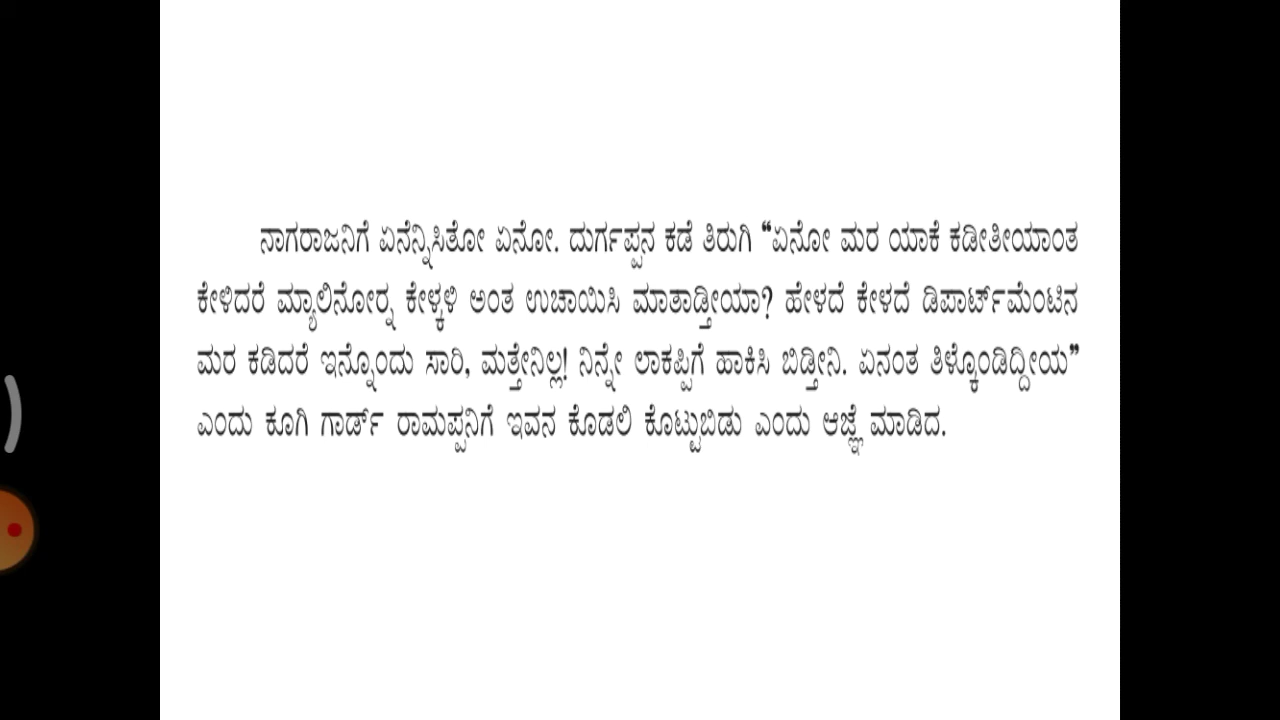 ನಾಗರಾಜನಿಗೆ ಏನೆನ್ನಿಸಿತೋ ಏನೋ. ದುರ್ಗಪ್ಪನ ಕಡೆ ತಿರುಗಿ “ಏನೋ ಮರ ಯಾಕೆ ಕಡೀತೀಯಾಂತ
ಕೇಳಿದರೆ ಮ್ಯಾಲಿನೋರ್‍ನ ಕೇಳ್ಕಳಿ ಅಂತ ಉಚಾಯಿಸಿ ಮಾತಾಡ್ತೀಯಾ? ಹೇಳದೆ ಕೇಳದೆ ಡಿಪಾರ್ಟ್‌ಮೆಂಟಿನ
ಮರ ಕಡಿದರೆ ಇನ್ನೊಂದು ಸಾರಿ, ಮತ್ತೇನಿಲ್ಲ! ನಿನ್ನೇ ಲಾಕಪ್ಪಿಗೆ ಹಾಕಿಸಿ ಬಿಡ್ತೀನಿ. ಏನಂತ ತಿಳ್ಕೊಂಡಿದ್ದೀಯ”
ಎಂದು ಕೂಗಿ ಗಾರ್ಡ್ ರಾಮಪ್ಪನಿಗೆ ಇವನ ಕೊಡಲಿ ಕೊಟ್ಟುಬಿಡು ಎಂದು ಆಜ್ಞೆ ಮಾಡಿದ.